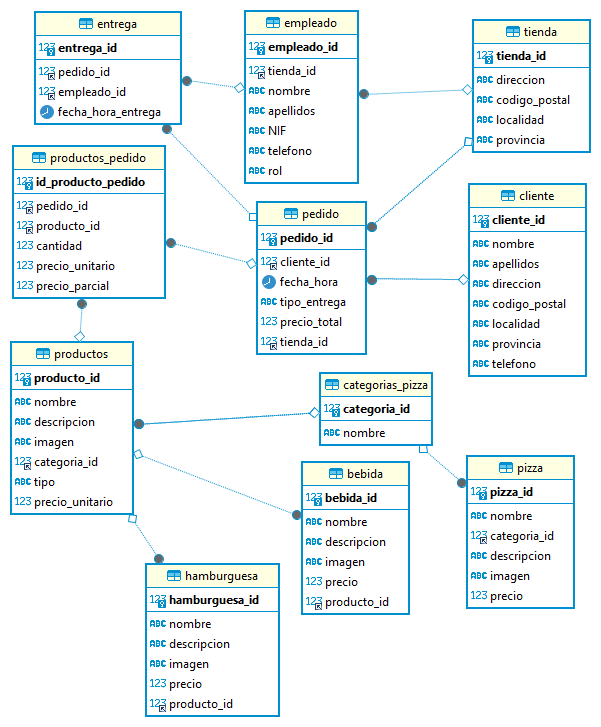 entrega
123 entrega_id
123 pedido_id
123 empleado_id
fecha_hora_entrega
empleado
123 empleado_id
123 tienda_id
ABC nombre
ABC apellidos
ABC NIF
ABC telefono
ABC rol
tienda
123 tienda_id
ABC direccion
ABC codigo_postal
ABC localidad
ABC provincia
productos_pedido
123 id_producto_pedido
123 pedido_id
123 producto_id
123 cantidad
123 precio_unitario
123 precio_parcial
pedido
123 pedido_id
123 cliente_id
fecha_hora
ABC tipo_entrega
123 precio_total
123 tienda_id
cliente
123 cliente_id
ABC nombre
ABC apellidos
ABC direccion
ABC codigo_postal
ABC localidad
ABC provincia
ABC telefono
productos
123 producto_id
ABC nombre
ABC descripcion
ABC imagen
123 categoria_id
ABC tipo
123 precio_unitario
categorias_pizza
123 categoria_id
ABC nombre
bebida
123 bebida_id
ABC nombre
ABC descripcion
ABC imagen
123 precio
123 producto_id
pizza
123 pizza_id
ABC nombre
123 categoria_id
ABC descripcion
ABC imagen
123 precio
hamburguesa
123 hamburguesa_id
ABC nombre
ABC descripcion
ABC imagen
123 precio
123 producto_id